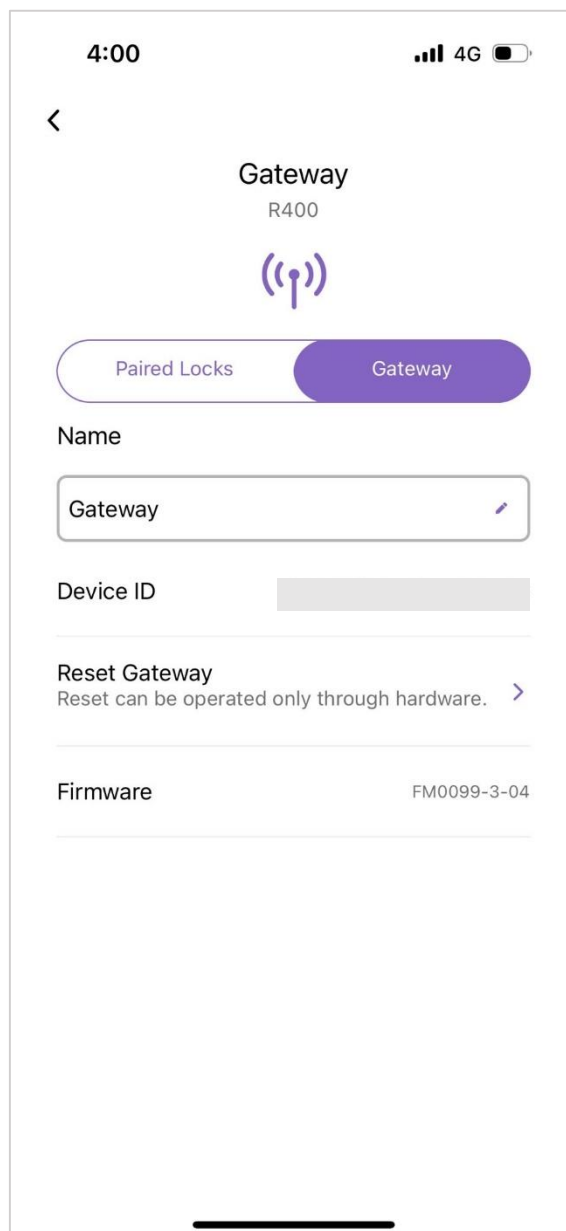 4:00
4G
Gateway
R400
Paired Locks
Gateway
Name
Gateway
Device ID
Reset Gateway
Reset can be operated only through hardware.
Firmware
FM0099-3-04